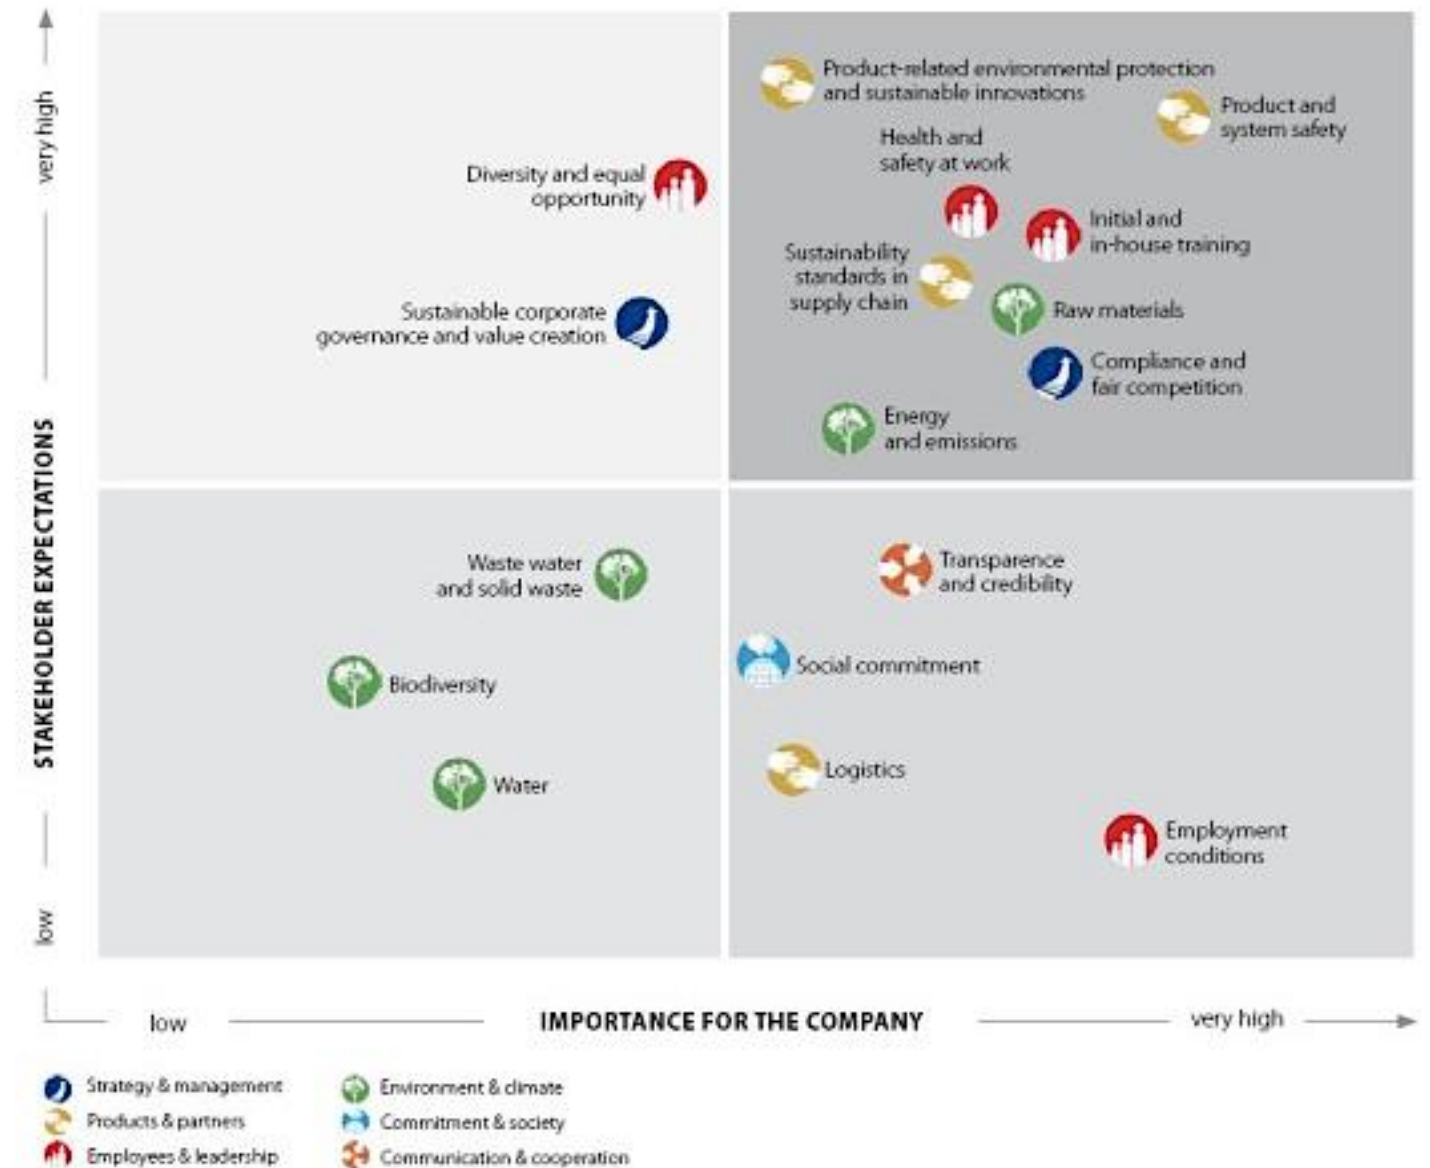 very high
STAKEHOLDER EXPECTATIONS
low
Product-related environmental protection
and sustainable innovations
Product and
system safety
Health and
safety at work
Diversity and equal
opportunity
Initial and
in-house training
Sustainability
standards in
supply chain
Raw materials
Sustainable corporate
governance and value creation
Compliance and
fair competition
Energy
and emissions
Waste water
and solid waste
Transparence
and credibility
Social commitment
Biodiversity
Logistics
Water
Employment
conditions
low
IMPORTANCE FOR THE COMPANY
very high
Strategy & management
Products & partners
Employees & leadership
Environment & climate
Commitment & society
Communication & cooperation